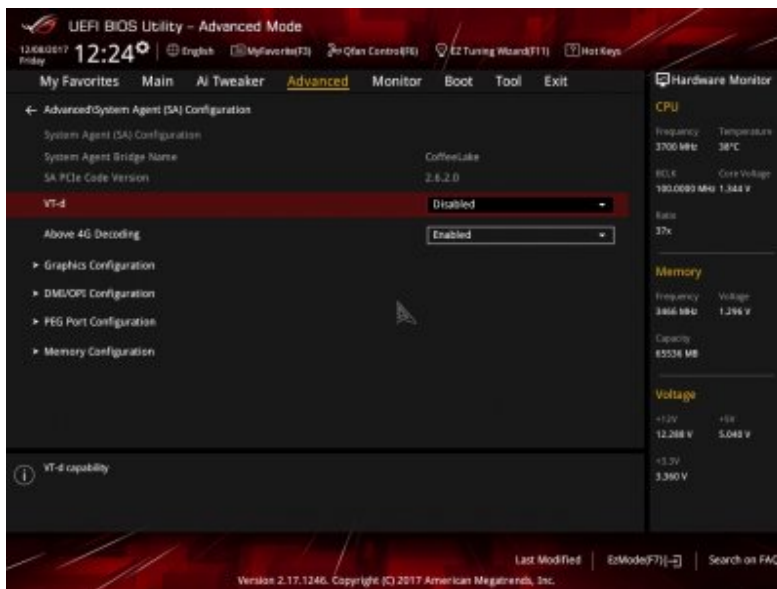 UEFI BIOS Utility – Advanced Mode
12/08/2017 Friday 12:24 English MyFavorite(F3) Qfan Control(F6) EZ Tuning Wizard(F11) Hot Keys
My Favorites Main Ai Tweaker Advanced Monitor Boot Tool Exit
Hardware Monitor
Advanced\System Agent (SA) Configuration
System Agent (SA) Configuration
System Agent Bridge Name CoffeeLake
SA PCIe Code Version 2.6.2.0
VT-d Disabled
Above 4G Decoding Enabled
Graphics Configuration
DMI/OPI Configuration
PEG Port Configuration
Memory Configuration
VT-d capability
CPU
Frequency Temperature
3700 MHz 38°C
BCLK Core Voltage
100.0000 MHz 1.344 V
Ratio
37x
Memory
Frequency Voltage
3466 MHz 1.296 V
Capacity
65536 MB
Voltage
+12V +5V
12.288 V 5.040 V
+3.3V
3.360 V
Last Modified EzMode(F7) Search on FAQ
Version 2.17.1246. Copyright (C) 2017 American Megatrends, Inc.